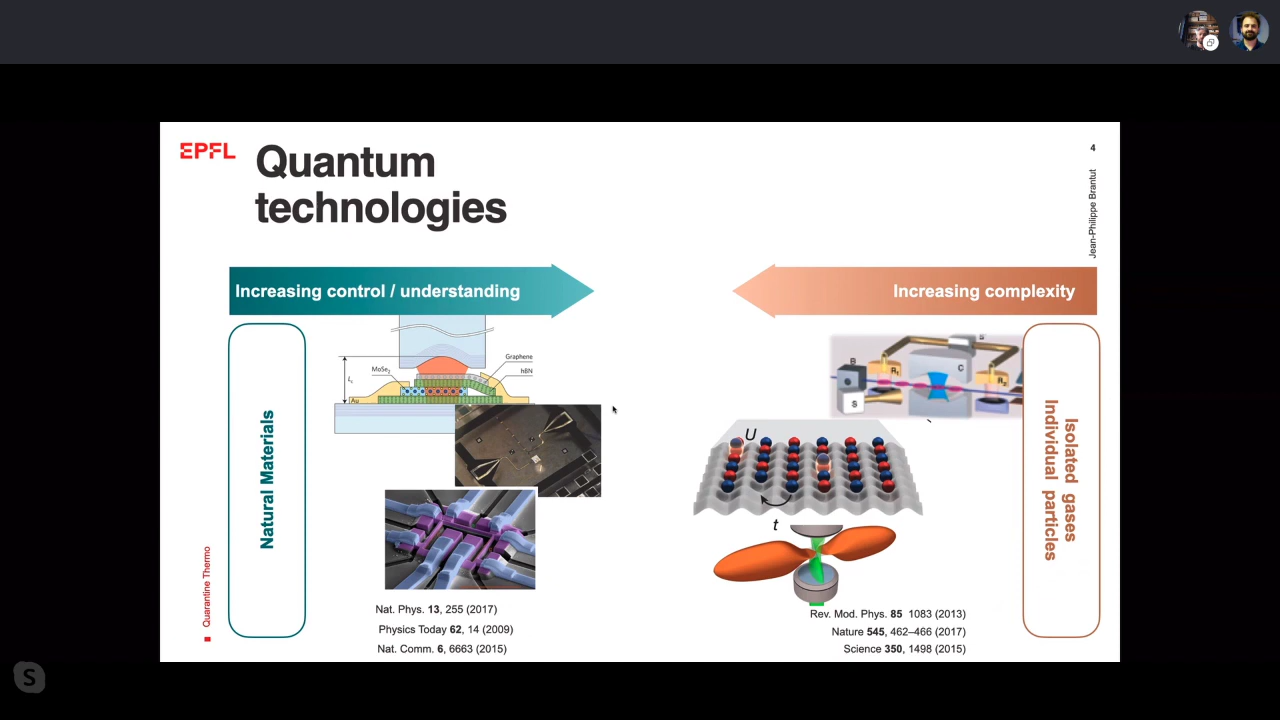 EPFL
Quantum
technologies
4
Jean-Philippe Brantut
Increasing control / understanding
Increasing complexity
Natural Materials
Graphene
hBN
MoSe2
Au
B
R1
C
R2
S
U
t
Isolated gases
Individual particles
Quarantine Thermo
Nat. Phys. 13, 255 (2017)
Physics Today 62, 14 (2009)
Nat. Comm. 6, 6663 (2015)
Rev. Mod. Phys. 85 1083 (2013)
Nature 545, 462–466 (2017)
Science 350, 1498 (2015)
S